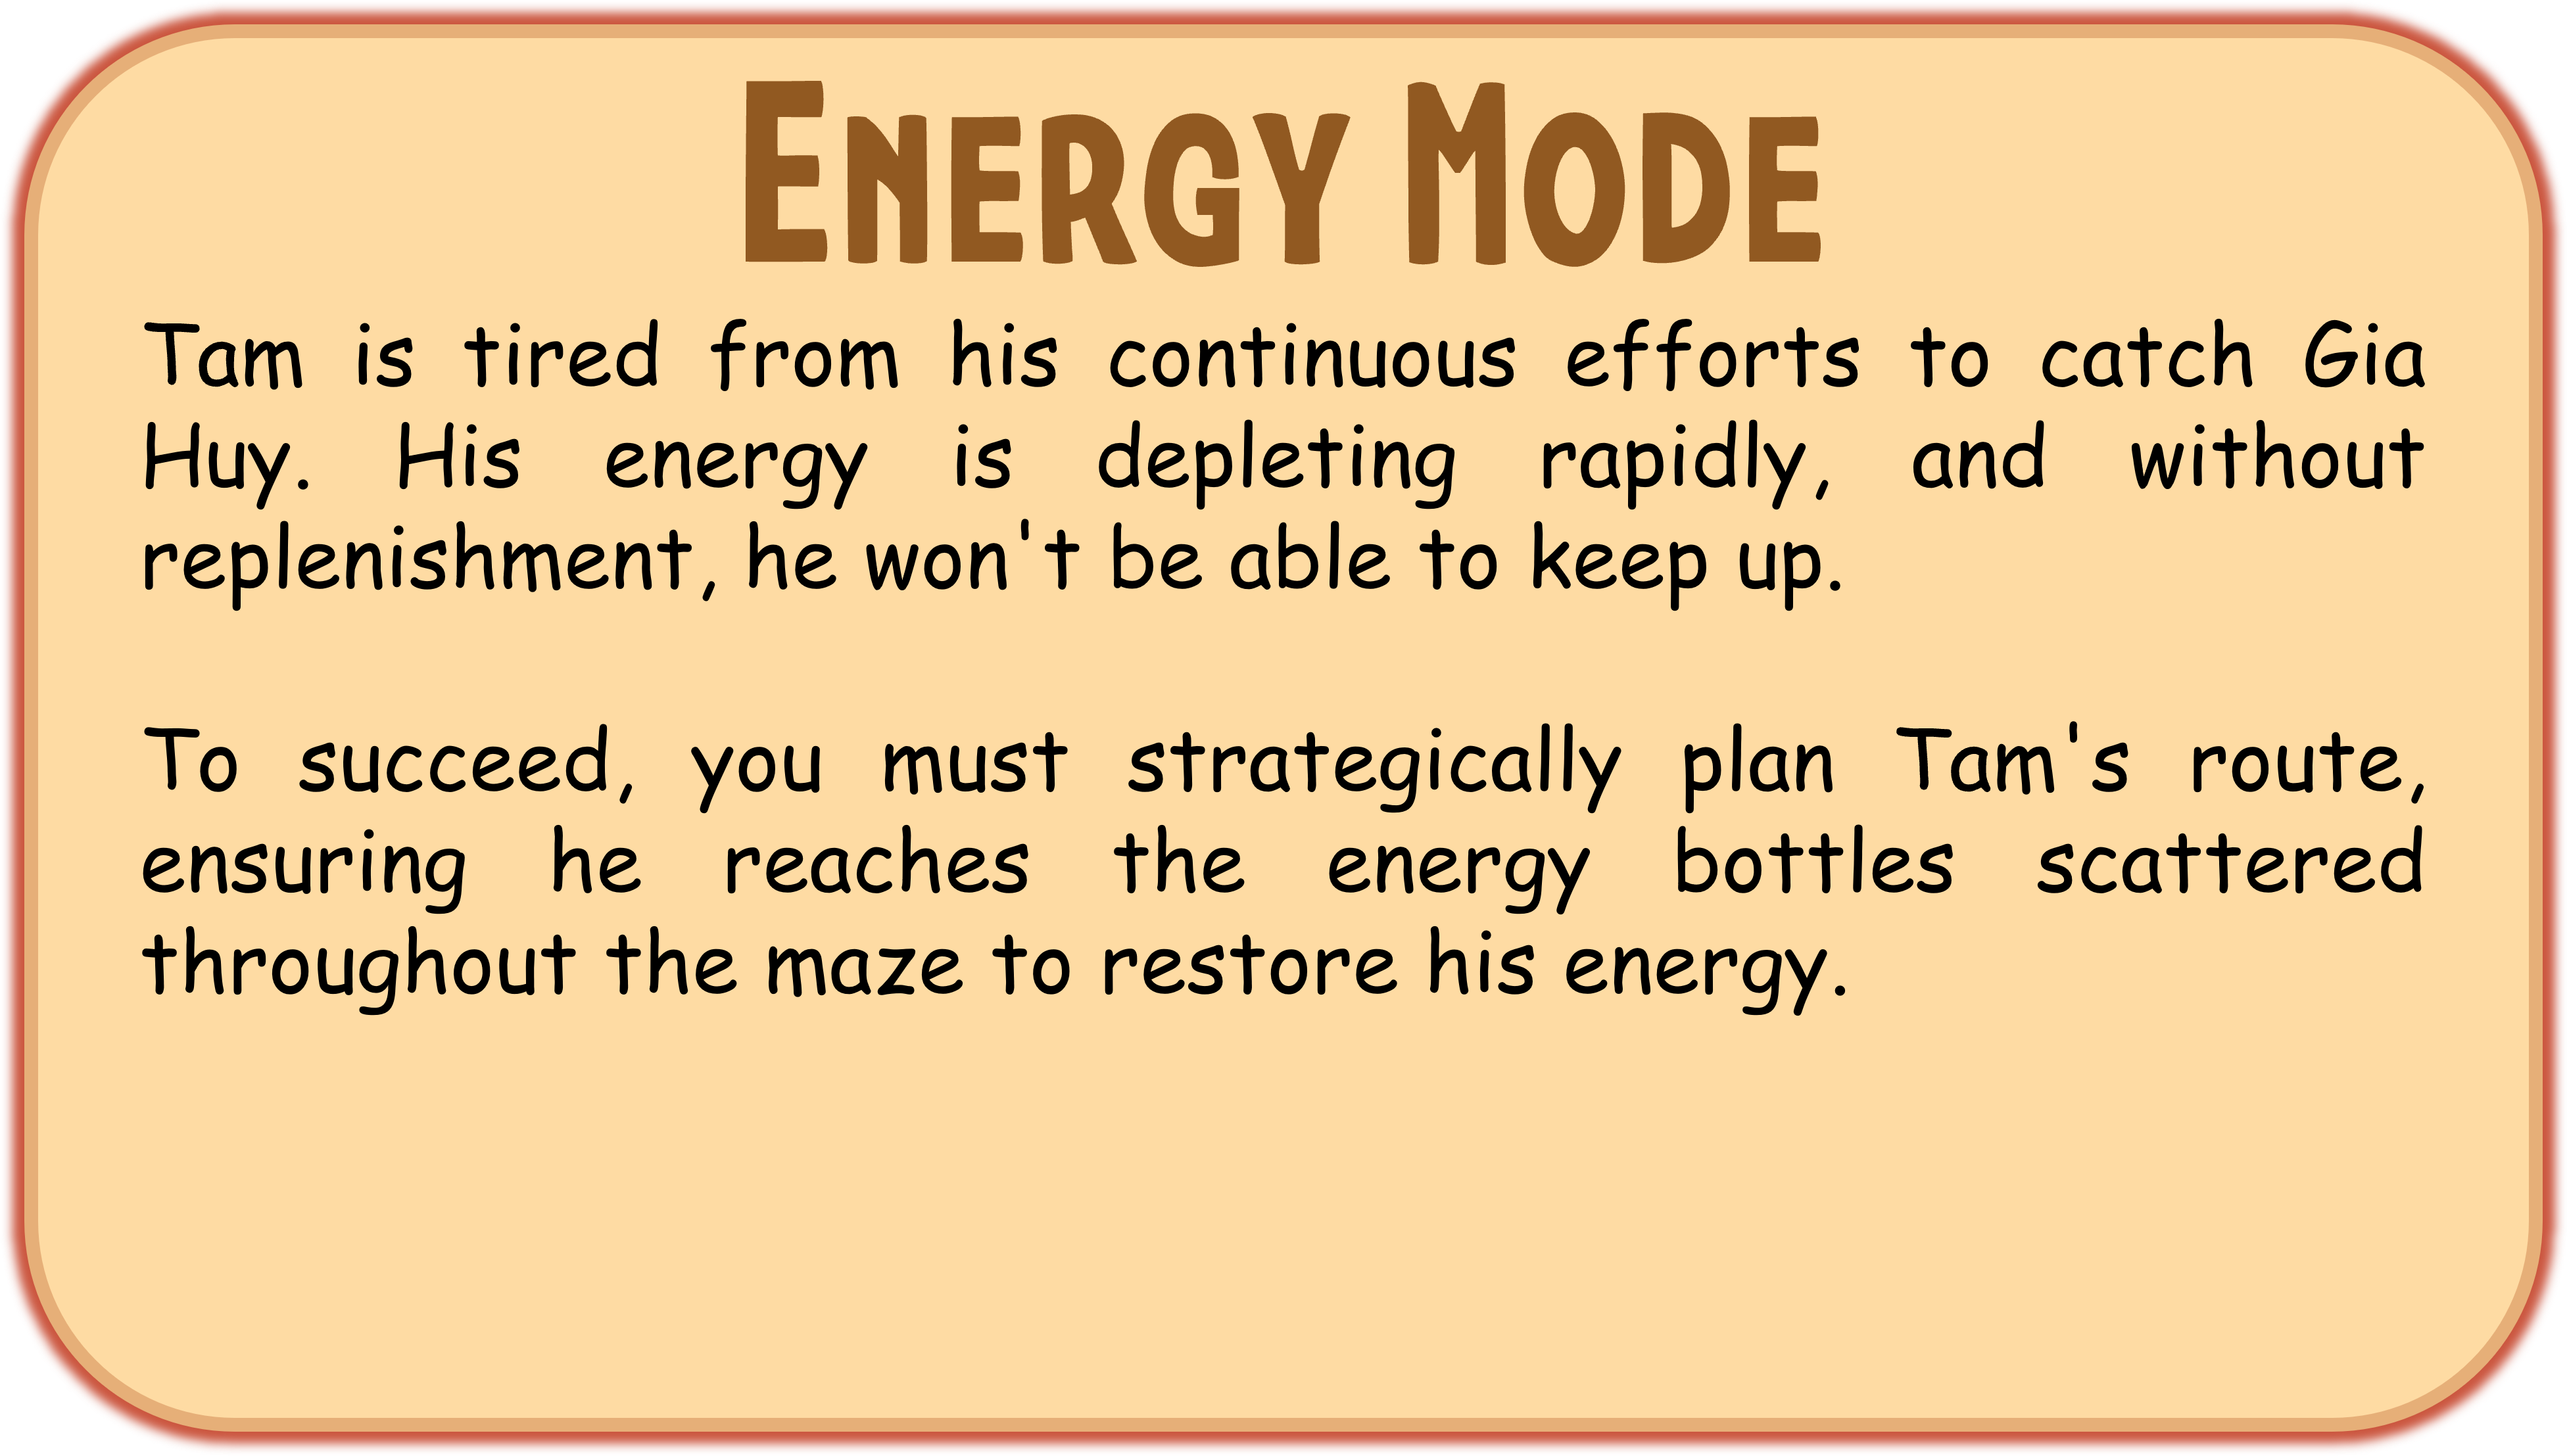 Energy Mode
Tam is tired from his continuous efforts to catch Gia
Huy. His energy is depleting rapidly, and without
replenishment, he won't be able to keep up.
To succeed, you must strategically plan Tam's route,
ensuring he reaches the energy bottles scattered
throughout the maze to restore his energy.